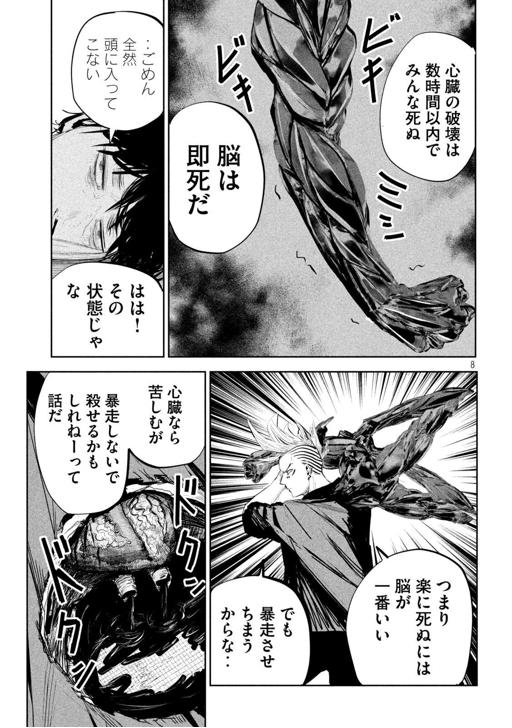 心臓の破壊は
数時間以内で
みんな死ぬ
ビキ
ビキ
ミシ
脳は
即死だ
…ごめん
全然
頭に入って
こない
はは！
その
状態じゃ
な
8
つまり
楽に死ぬには
脳が
一番いい
でも
暴走させ
ちまう
からな…
心臓なら
苦しむが
暴走しないで
殺せるかも
しれねーって
話だ
ドクン
ドクン